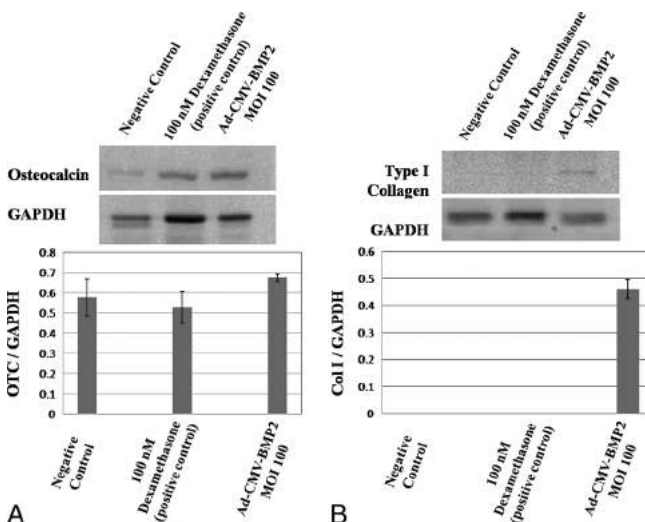 Negative Control
100 nM Dexamethasone
(positive control)
Ad-CMV-BMP2
MOI 100
Osteocalcin
GAPDH
OTC / GAPDH
0.8
0.7
0.6
0.5
0.4
0.3
0.2
0.1
0
Negative
Control
100 nM
Dexamethasone
(positive control)
Ad-CMV-BMP2
MOI 100
A
Negative Control
100 nM Dexamethasone
(positive control)
Ad-CMV-BMP2
MOI 100
Type I
Collagen
GAPDH
Col I / GAPDH
0.6
0.5
0.4
0.3
0.2
0.1
0
Negative
Control
100 nM
Dexamethasone
(positive control)
Ad-CMV-BMP2
MOI 100
B